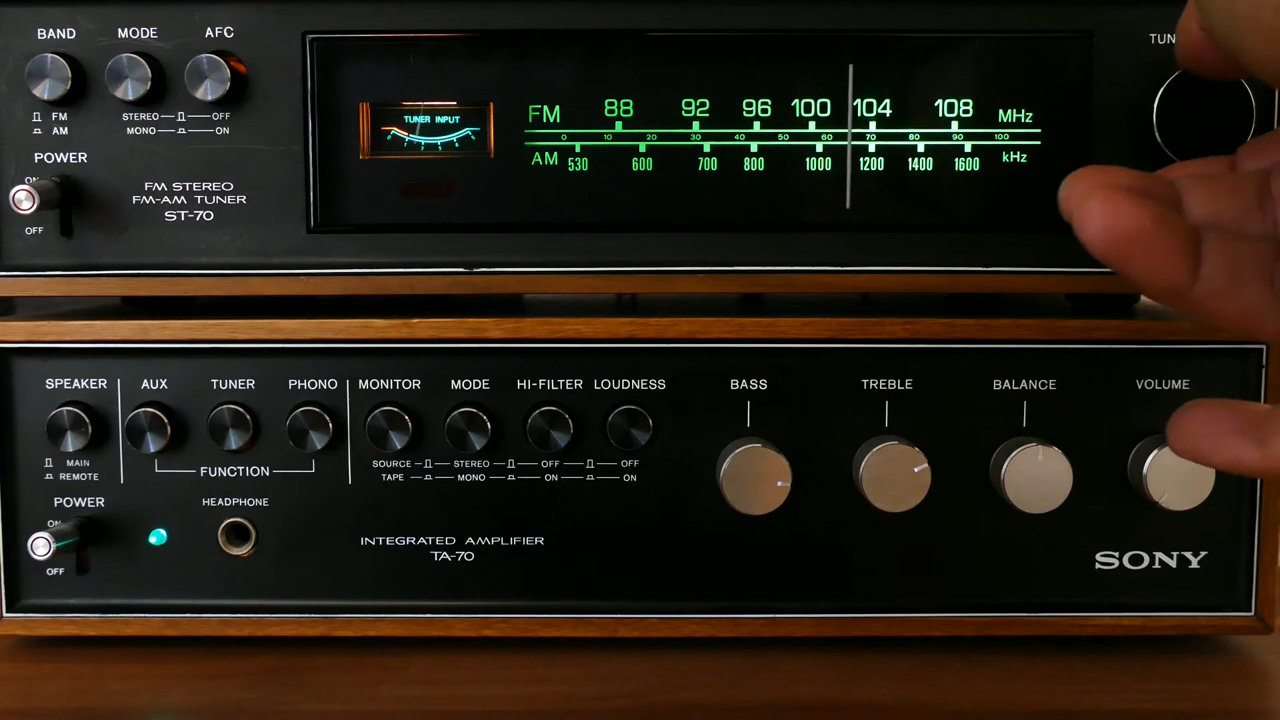 BAND MODE AFC TUN
TUNER INPUT
FM 88 92 96 100 104 108 MHz
0 10 20 30 40 50 60 70 80 90 100
AM 530 600 700 800 1000 1200 1400 1600 kHz
FM STEREO OFF
AM MONO ON
POWER
ON
OFF
FM STEREO
FM-AM TUNER
ST-70
SPEAKER AUX TUNER PHONO MONITOR MODE HI-FILTER LOUDNESS BASS TREBLE BALANCE VOLUME
MAIN SOURCE STEREO OFF OFF
REMOTE FUNCTION TAPE MONO ON ON
POWER HEADPHONE
ON
OFF
INTEGRATED AMPLIFIER
TA-70
SONY